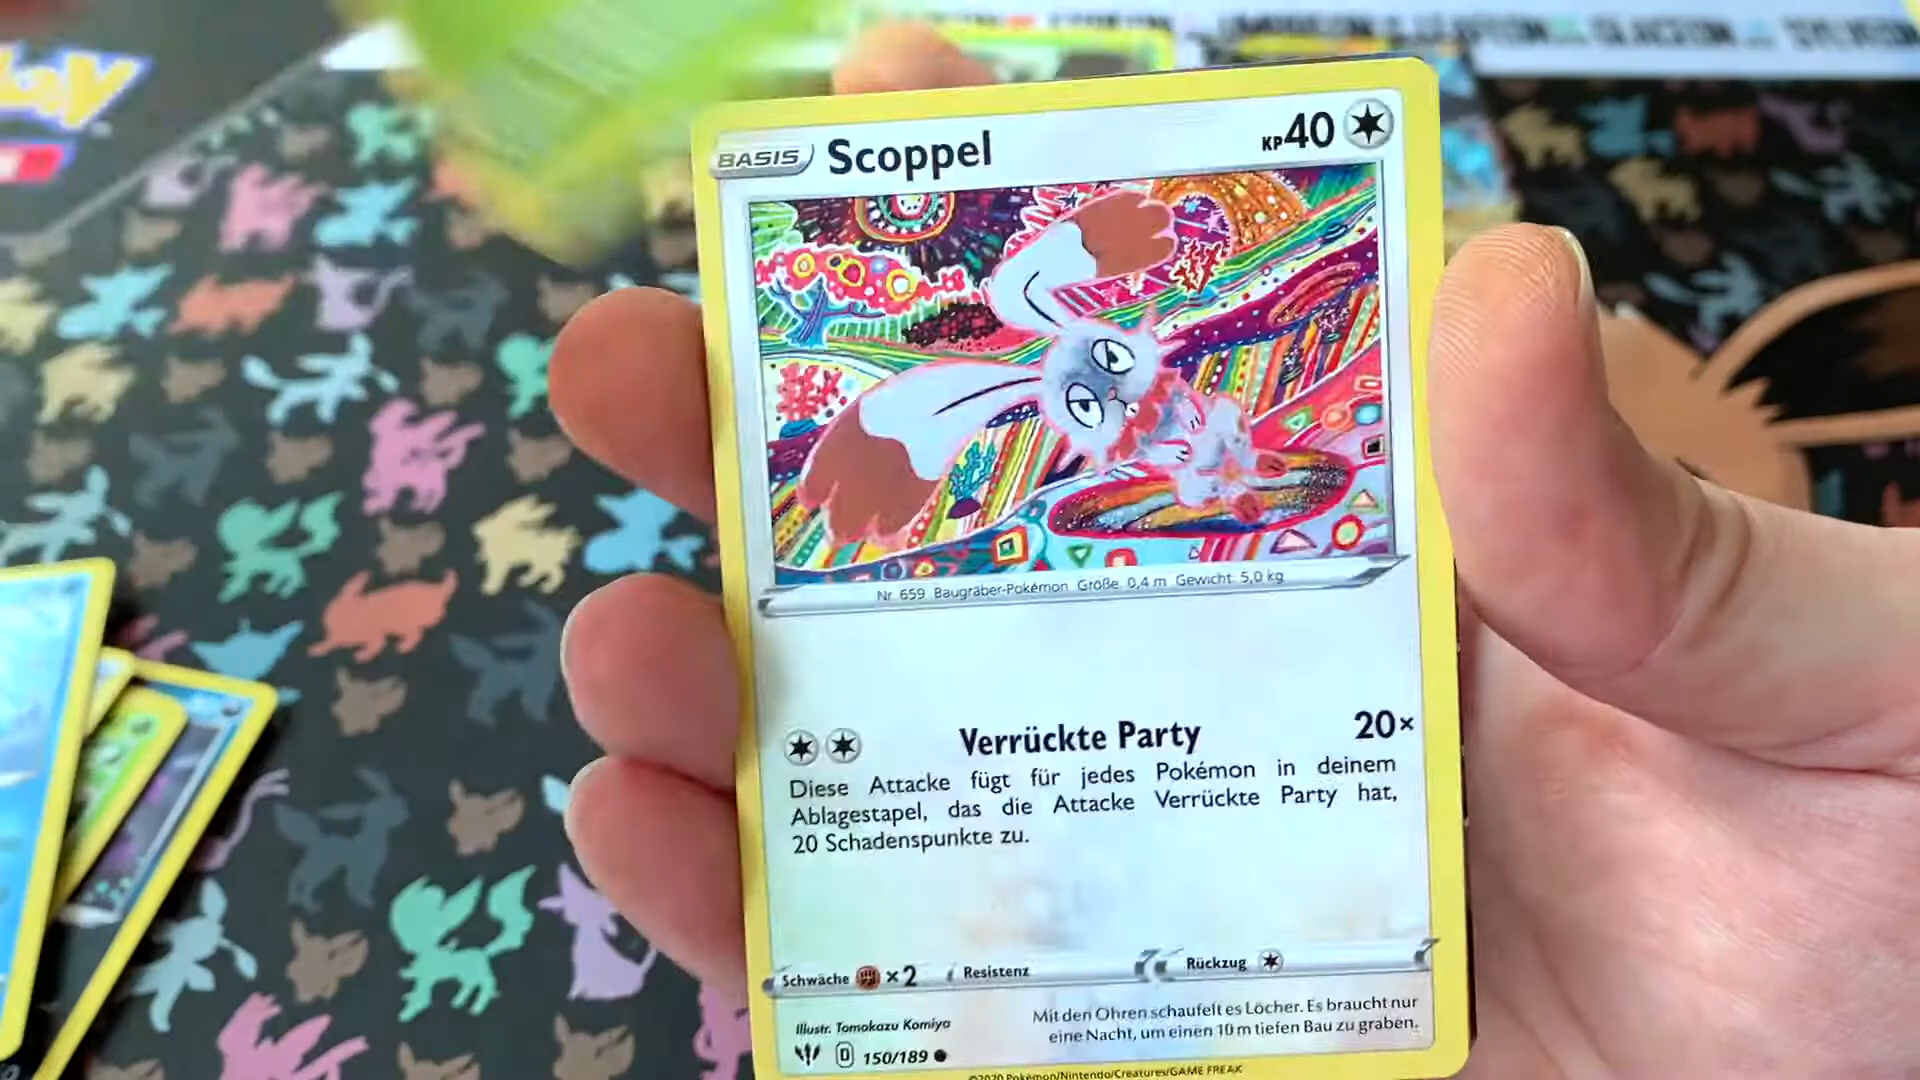 BASIS Scoppel KP40
Nr. 659 Baugräber-Pokémon Größe: 0,4 m Gewicht: 5,0 kg
Verrückte Party 20×
Diese Attacke fügt für jedes Pokémon in deinem
Ablagestapel, das die Attacke Verrückte Party hat,
20 Schadenspunkte zu.
Schwäche ×2 Resistenz Rückzug
Mit den Ohren schaufelt es Löcher. Es braucht nur
eine Nacht, um einen 10 m tiefen Bau zu graben.
Illustr. Tomokazu Komiya
D 150/189
©2020 Pokémon/Nintendo/Creatures/GAME FREAK